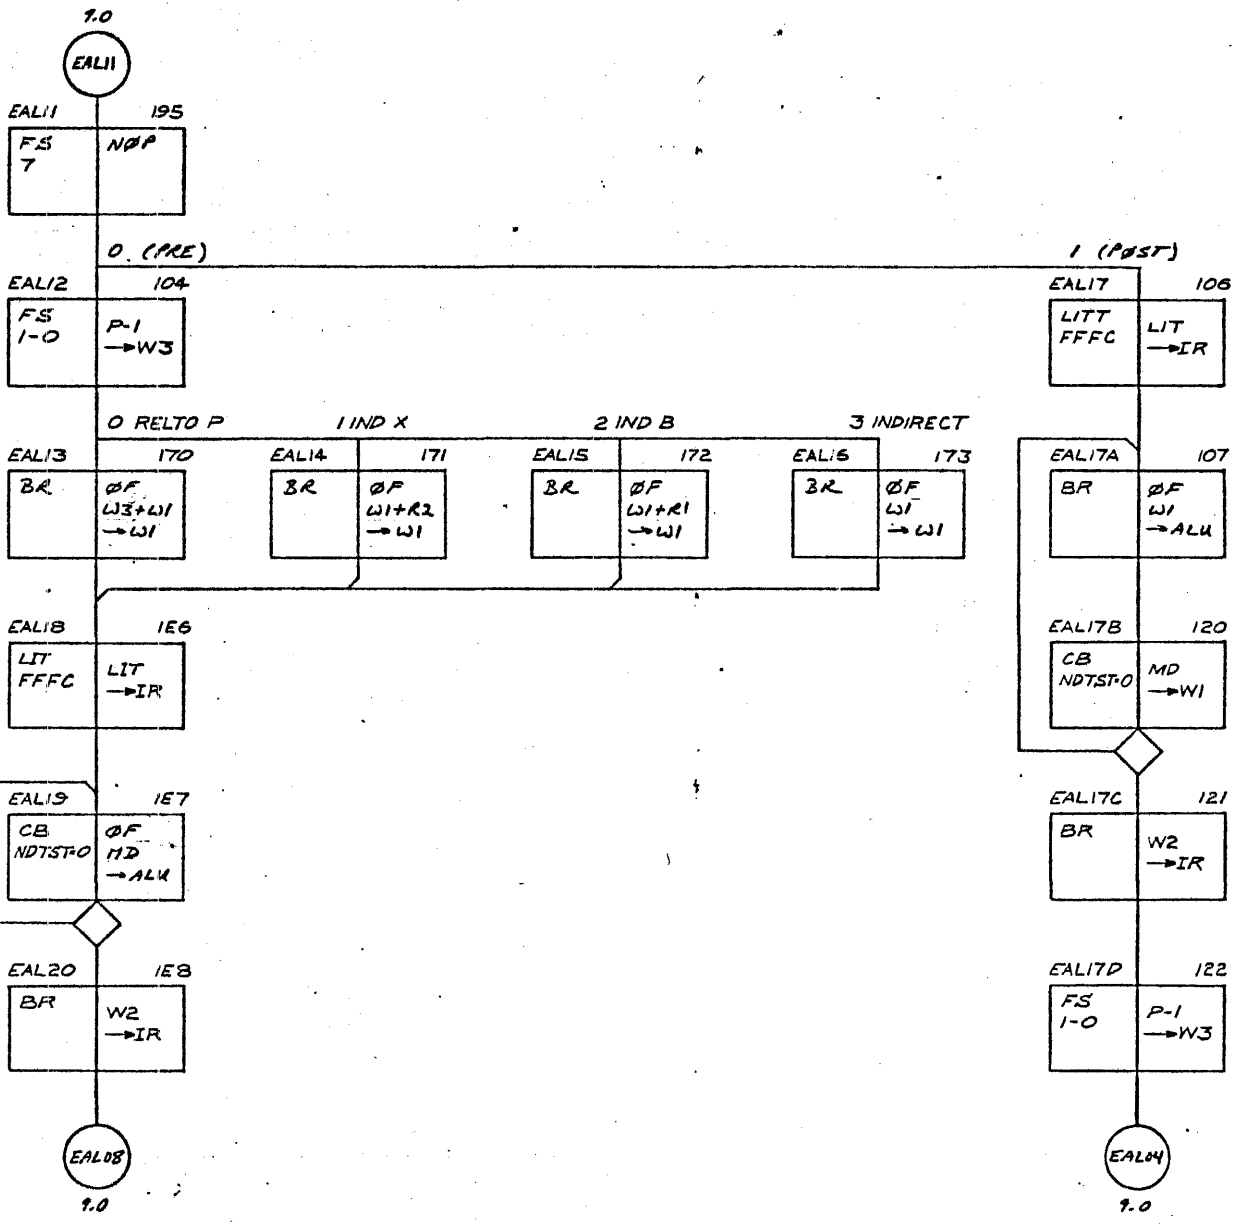 9.0
EAL11
EAL11 195
FS
7
NØP
0 (PRE)
1 (PØST)
EAL12 104
FS
1-0
P-1
→W3
EAL17 106
LITT
FFFC
LIT
→IR
0 RELTO P
1 IND X
2 IND B
3 INDIRECT
EAL13 170
BR
ØF
W3+W1
→W1
EAL14 171
BR
ØF
W1+R2
→W1
EAL15 172
BR
ØF
W1+R1
→W1
EAL16 173
BR
ØF
W1
→W1
EAL17A 107
BR
ØF
W1
→ALU
EAL18 1E6
LIT
FFFC
LIT
→IR
EAL17B 120
CB
NDTST=0
MD
→W1
EAL19 1E7
CB
NDTST=0
ØF
MD
→ALU
EAL17C 121
BR
W2
→IR
EAL20 1E8
BR
W2
→IR
EAL17D 122
FS
1-0
P-1
→W3
EAL08
9.0
EAL04
9.0